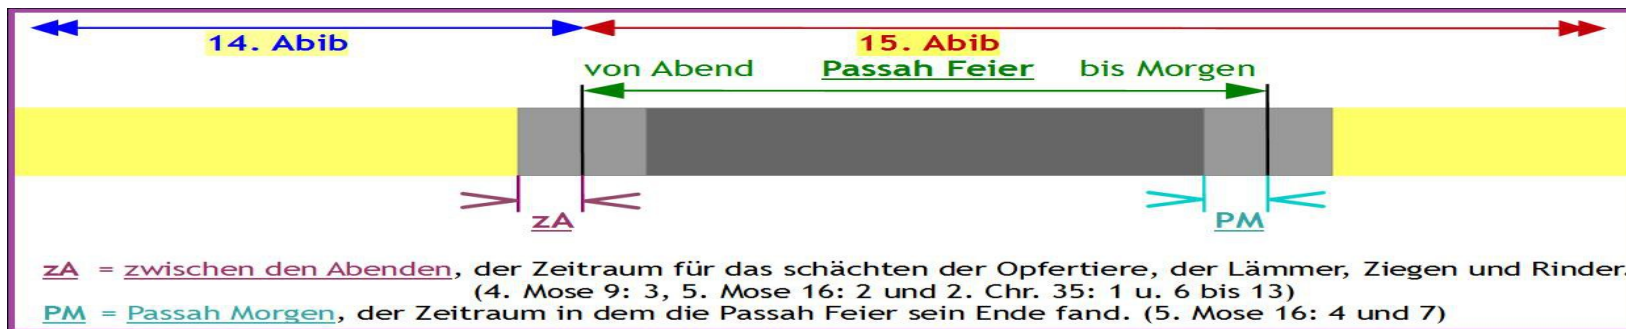 14. Abib 15. Abib
von Abend Passah Feier bis Morgen
zA PM
zA = zwischen den Abenden, der Zeitraum für das schächten der Opfertiere, der Lämmer, Ziegen und Rinder.
(4. Mose 9: 3, 5. Mose 16: 2 und 2. Chr. 35: 1 u. 6 bis 13)
PM = Passah Morgen, der Zeitraum in dem die Passah Feier sein Ende fand. (5. Mose 16: 4 und 7)